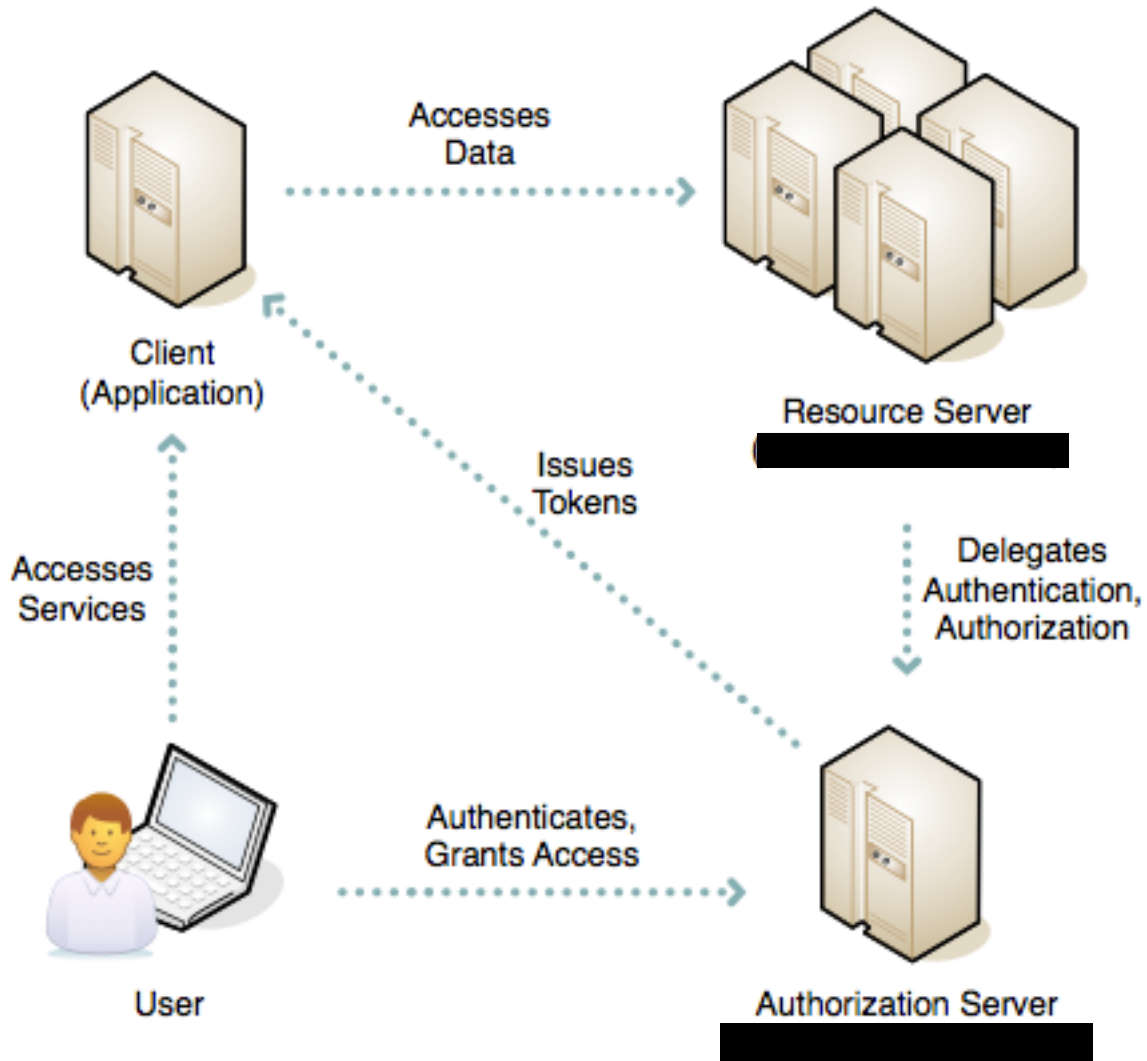 Accesses
Data
Client
(Application)
Resource Server
(
Issues
Tokens
Accesses
Services
Delegates
Authentication,
Authorization
Authenticates,
Grants Access
User
Authorization Server